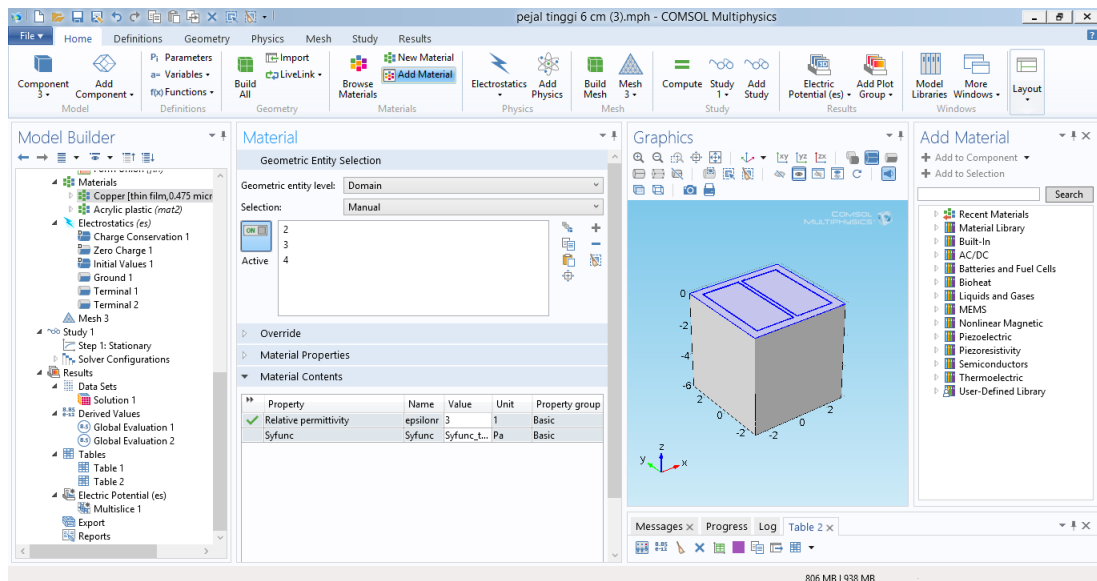 pejal tinggi 6 cm (3).mph - COMSOL Multiphysics
File Home Definitions Geometry Physics Mesh Study Results
Component 3
Add Component
Model
Pi Parameters
a= Variables
f(x) Functions
Definitions
Build All
Import
LiveLink
Geometry
Browse Materials
New Material
Add Material
Materials
Electrostatics
Add Physics
Physics
Build Mesh
Mesh 3
Mesh
Compute
Study 1
Add Study
Study
Electric Potential (es)
Add Plot Group
Results
Model Libraries
More Windows
Windows
Layout
Model Builder
Materials
Copper [thin film,0.475 micr
Acrylic plastic (mat2)
Electrostatics (es)
Charge Conservation 1
Zero Charge 1
Initial Values 1
Ground 1
Terminal 1
Terminal 2
Mesh 3
Study 1
Step 1: Stationary
Solver Configurations
Results
Data Sets
Solution 1
8.85
e-12
Derived Values
Global Evaluation 1
Global Evaluation 2
Tables
Table 1
Table 2
Electric Potential (es)
Multislice 1
Export
Reports
Material
Geometric Entity Selection
Geometric entity level: Domain
Selection: Manual
ON
Active
2
3
4
Override
Material Properties
Material Contents
Property Name Value Unit Property group
Relative permittivity epsilonr 3 1 Basic
Syfunc Syfunc Syfunc_t... Pa Basic
Graphics
xy yz zx
COMSOL
MULTIPHYSICS
0
-2
-4
-6
2
0
-2
-2
0
2
z
y x
Messages Progress Log Table 2
8.85
e-12
Add Material
Add to Component
Add to Selection
Search
Recent Materials
Material Library
Built-In
AC/DC
Batteries and Fuel Cells
Bioheat
Liquids and Gases
MEMS
Nonlinear Magnetic
Piezoelectric
Piezoresistivity
Semiconductors
Thermoelectric
User-Defined Library
806 MB | 938 MB